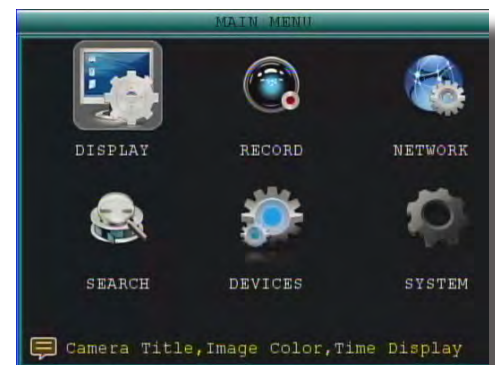 MAIN MENU
DISPLAY RECORD NETWORK
SEARCH DEVICES SYSTEM
Camera Title,Image Color,Time Display